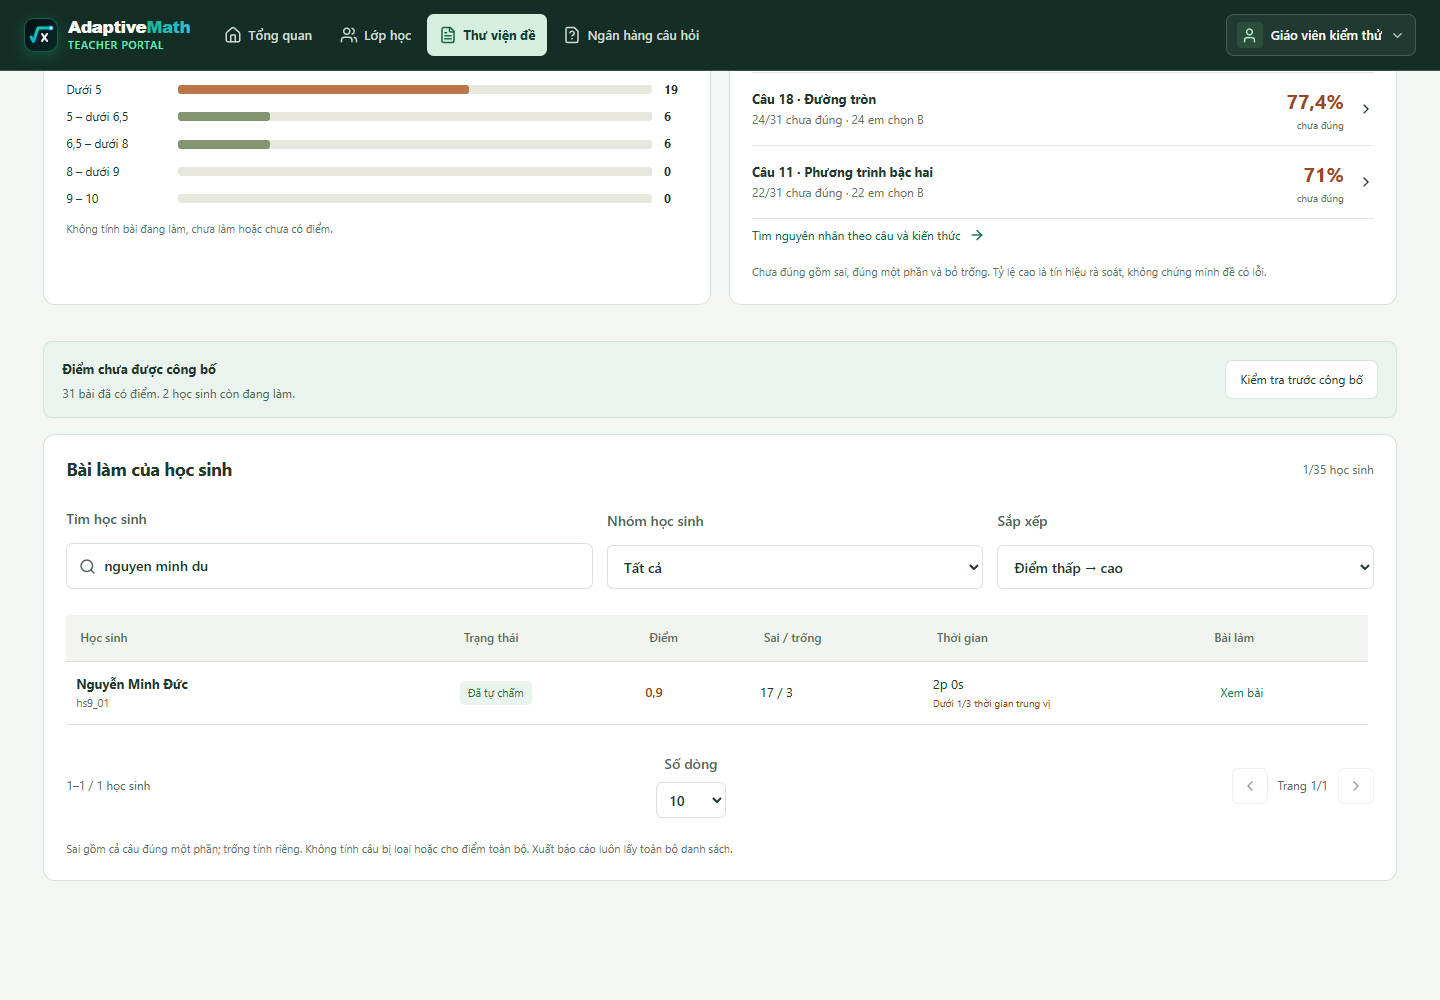 AdaptiveMath
TEACHER PORTAL
Tổng quan
Lớp học
Thư viện đề
Ngân hàng câu hỏi
Giáo viên kiểm thử
Dưới 5
19
5 – dưới 6,5
6
6,5 – dưới 8
6
8 – dưới 9
0
9 – 10
0
Không tính bài đang làm, chưa làm hoặc chưa có điểm.
Câu 18 · Đường tròn
24/31 chưa đúng · 24 em chọn B
77,4%
chưa đúng
Câu 11 · Phương trình bậc hai
22/31 chưa đúng · 22 em chọn B
71%
chưa đúng
Tìm nguyên nhân theo câu và kiến thức
Chưa đúng gồm sai, đúng một phần và bỏ trống. Tỷ lệ cao là tín hiệu rà soát, không chứng minh đề có lỗi.
Điểm chưa được công bố
31 bài đã có điểm. 2 học sinh còn đang làm.
Kiểm tra trước công bố
Bài làm của học sinh
1/35 học sinh
Tìm học sinh
Nhóm học sinh
Sắp xếp
nguyen minh du
Tất cả
Điểm thấp → cao
Học sinh
Trạng thái
Điểm
Sai / trống
Thời gian
Bài làm
Nguyễn Minh Đức
hs9_01
Đã tự chấm
0,9
17 / 3
2p 0s
Dưới 1/3 thời gian trung vị
Xem bài
1–1 / 1 học sinh
Số dòng
10
Trang 1/1
Sai gồm cả câu đúng một phần; trống tính riêng. Không tính câu bị loại hoặc cho điểm toàn bộ. Xuất báo cáo luôn lấy toàn bộ danh sách.